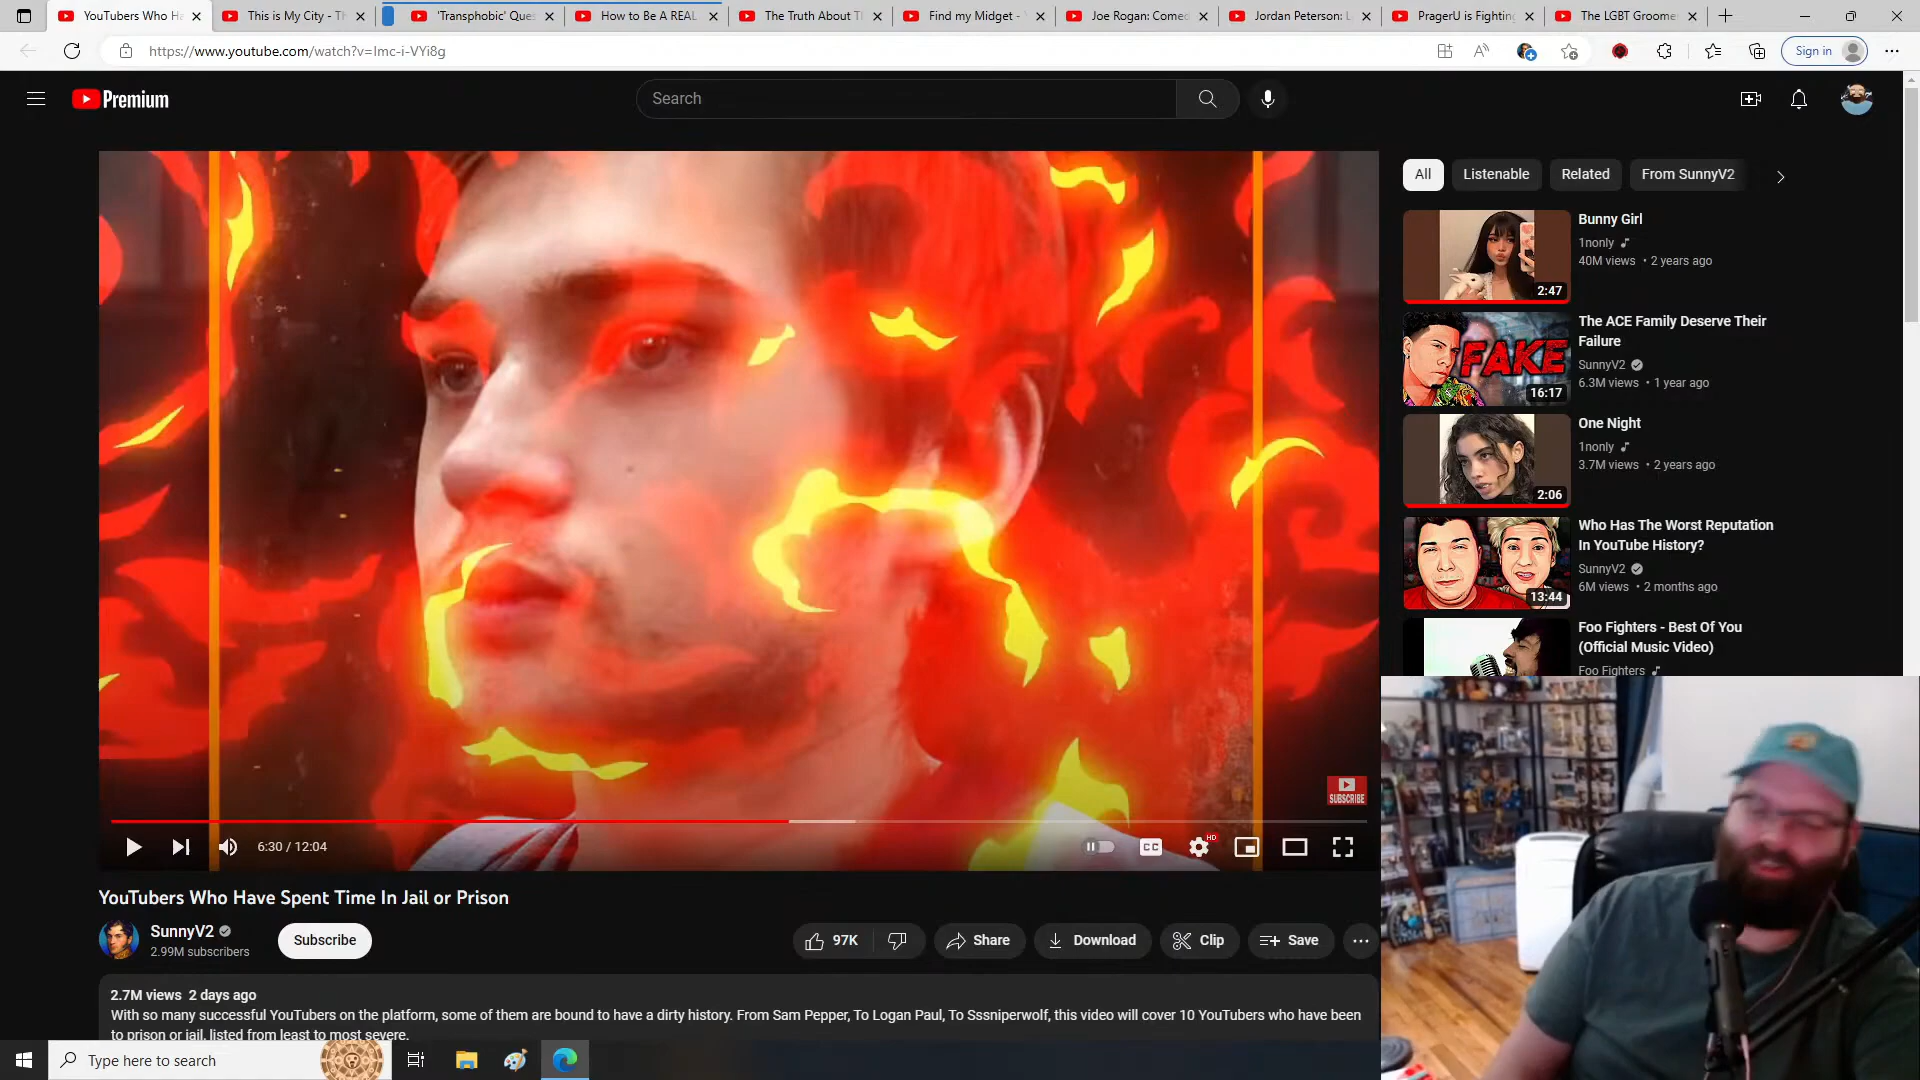 YouTubers Who Ha
This is My City - Th
'Transphobic' Ques
How to Be A REAL
The Truth About Th
Find my Midget - Y
Joe Rogan: Comed
Jordan Peterson: L
PragerU is Fighting
The LGBT Groome
https://www.youtube.com/watch?v=Imc-i-VYi8g
Sign in
Premium
Search
All
Listenable
Related
From SunnyV2
Bunny Girl
1nonly
40M views • 2 years ago
2:47
The ACE Family Deserve Their
Failure
SunnyV2
6.3M views • 1 year ago
FAKE
16:17
One Night
1nonly
3.7M views • 2 years ago
2:06
Who Has The Worst Reputation
In YouTube History?
SunnyV2
6M views • 2 months ago
13:44
Foo Fighters - Best Of You
(Official Music Video)
Foo Fighters
SUBSCRIBE
6:30 / 12:04
CC
HD
YouTubers Who Have Spent Time In Jail or Prison
SunnyV2
2.99M subscribers
Subscribe
97K
Share
Download
Clip
Save
2.7M views 2 days ago
With so many successful YouTubers on the platform, some of them are bound to have a dirty history. From Sam Pepper, To Logan Paul, To Sssniperwolf, this video will cover 10 YouTubers who have been
to prison or jail, listed from least to most severe.
Type here to search